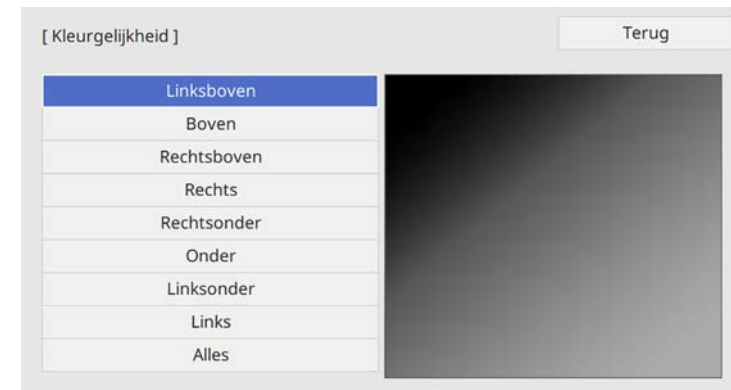 [ Kleurgelijkheid ]
Terug
Linksboven
Boven
Rechtsboven
Rechts
Rechtsonder
Onder
Linksonder
Links
Alles